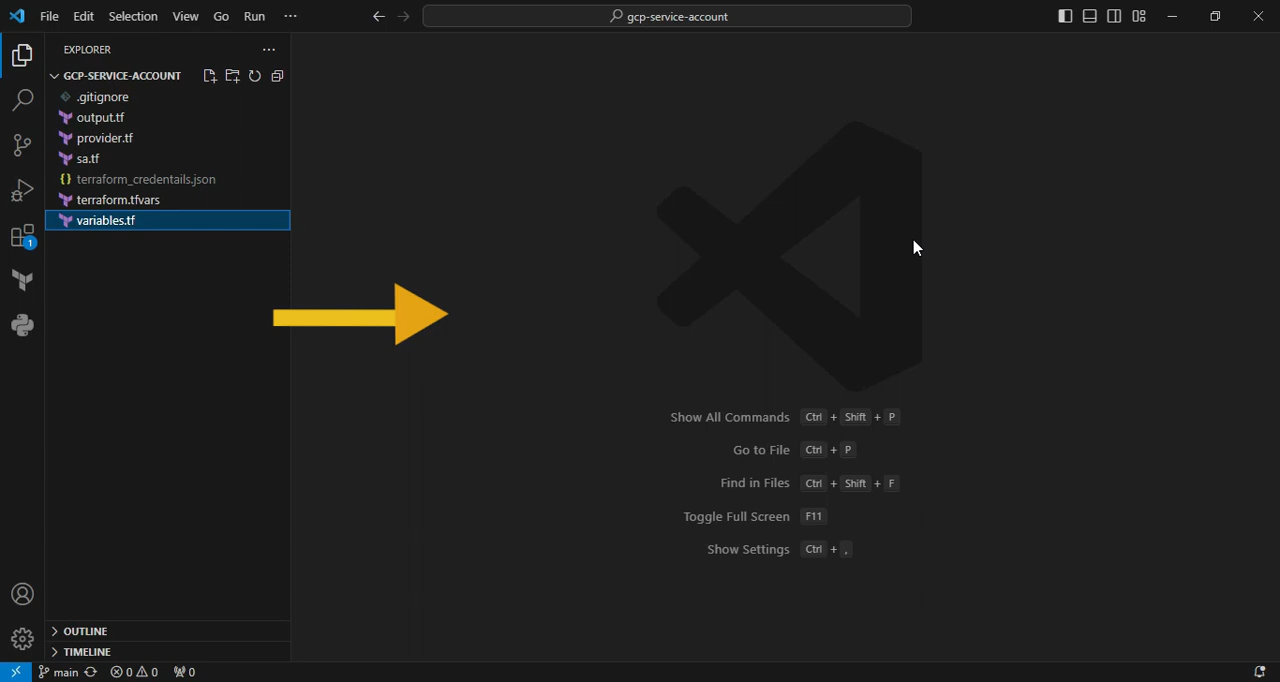 File Edit Selection View Go Run ···
gcp-service-account
EXPLORER ···
GCP-SERVICE-ACCOUNT
.gitignore
output.tf
provider.tf
sa.tf
{} terraform_credentails.json
terraform.tfvars
variables.tf
1
Show All Commands Ctrl + Shift + P
Go to File Ctrl + P
Find in Files Ctrl + Shift + F
Toggle Full Screen F11
Show Settings Ctrl + ,
OUTLINE
TIMELINE
main 0 0 0